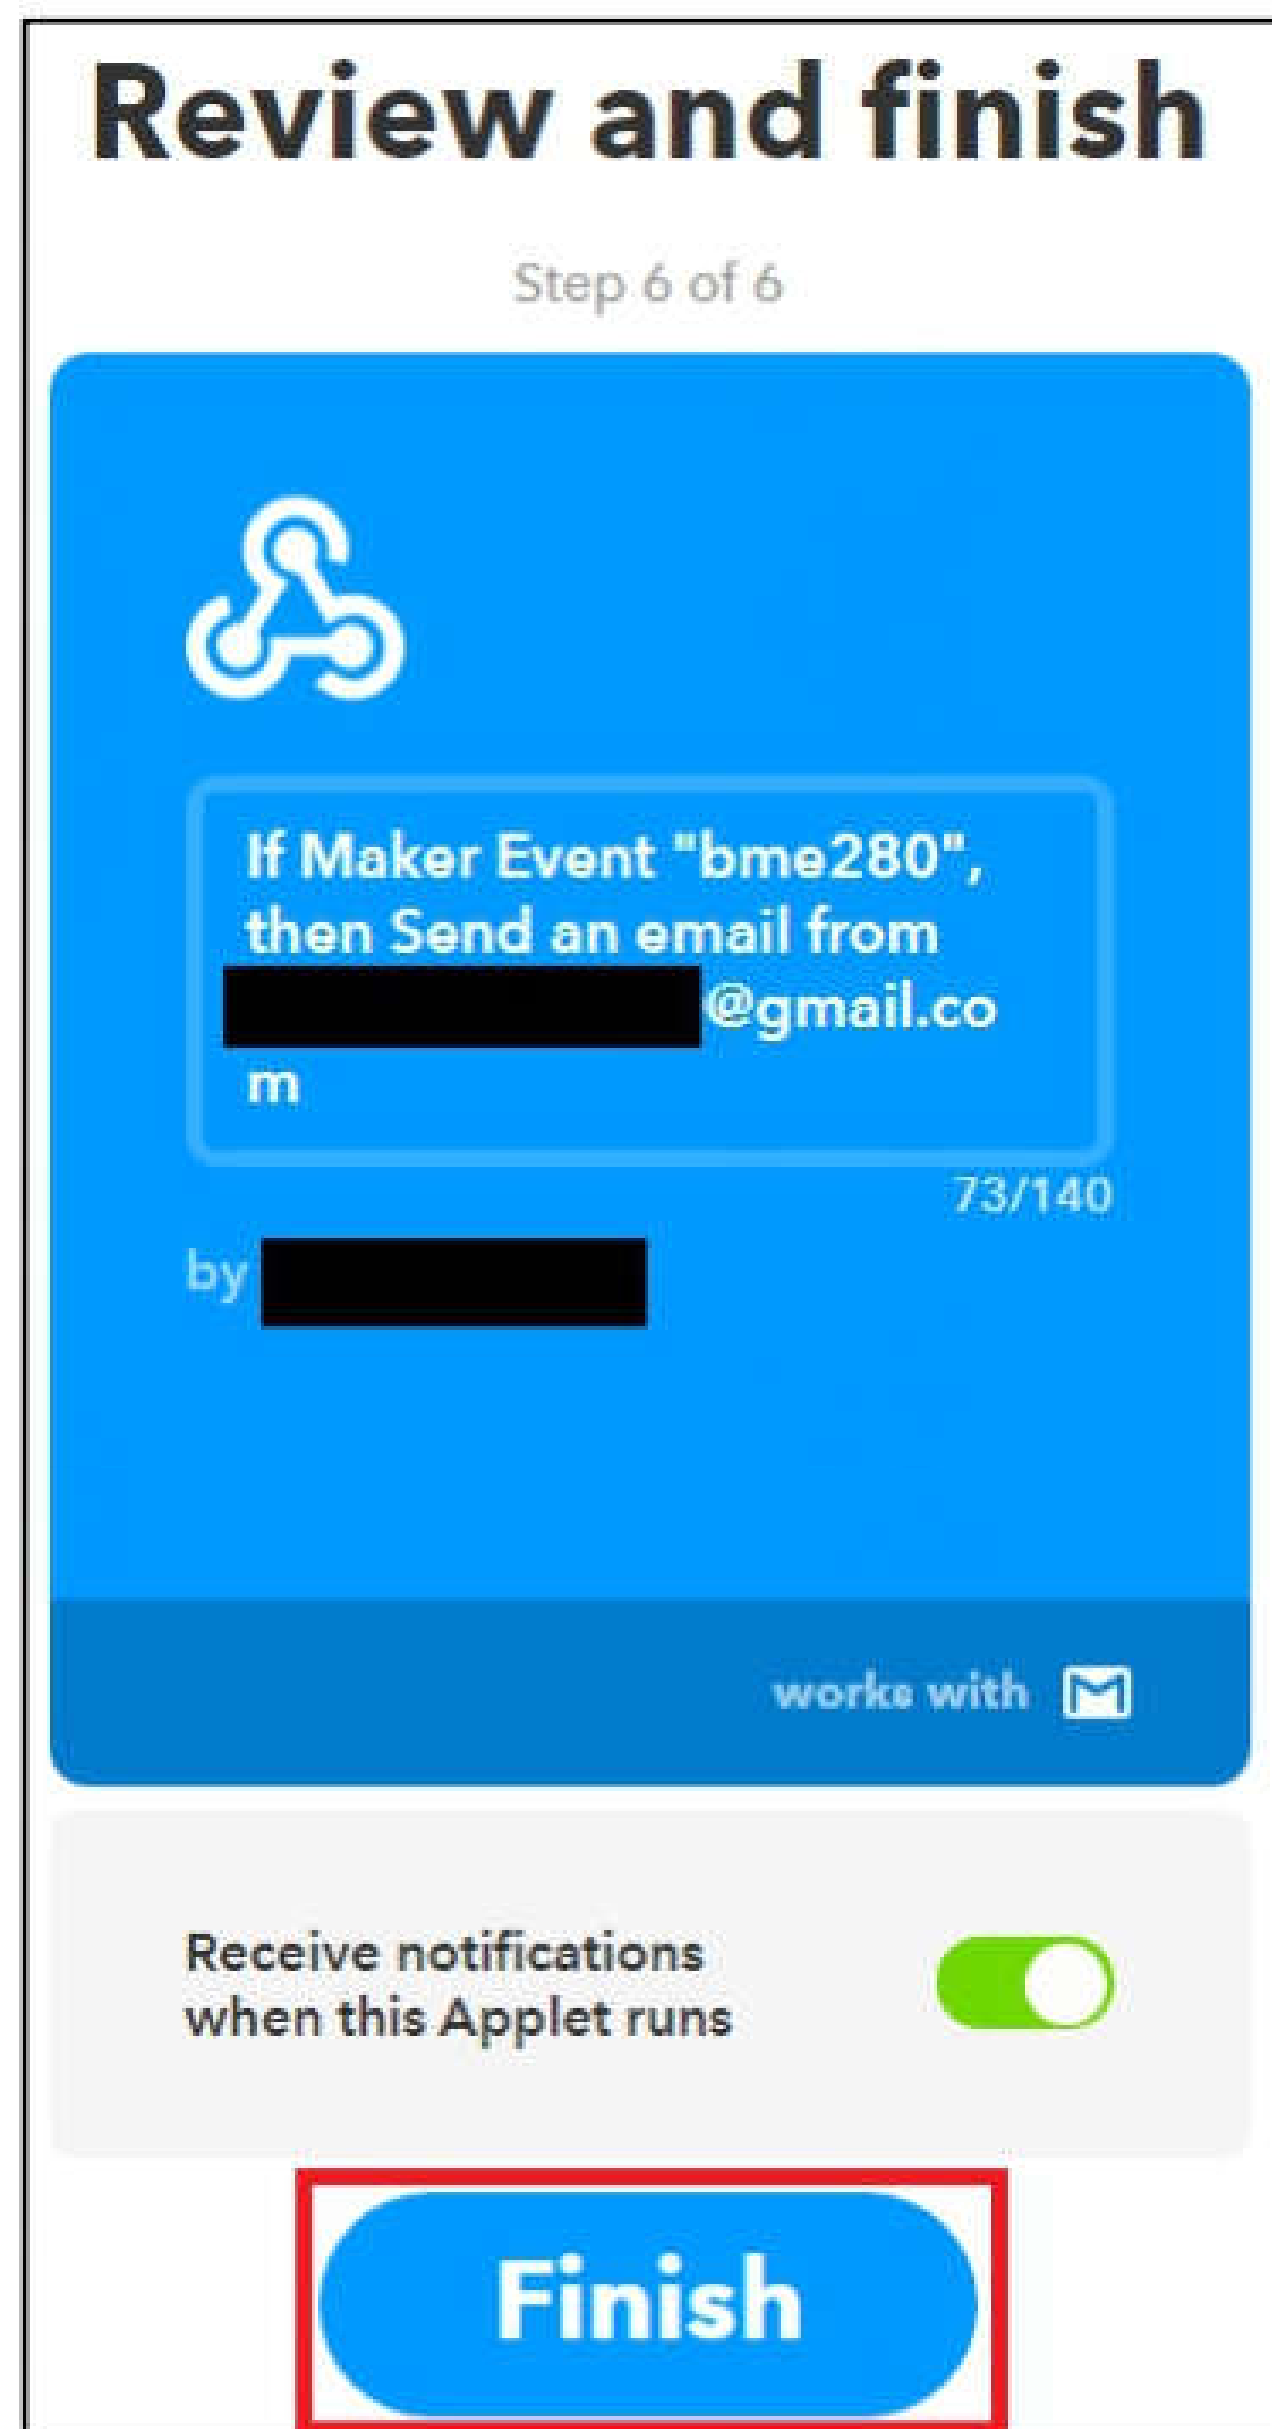 Review and finish
Step 6 of 6
If Maker Event "bme280",
then Send an email from
@gmail.co
m
73/140
by
works with
Receive notifications
when this Applet runs
Finish